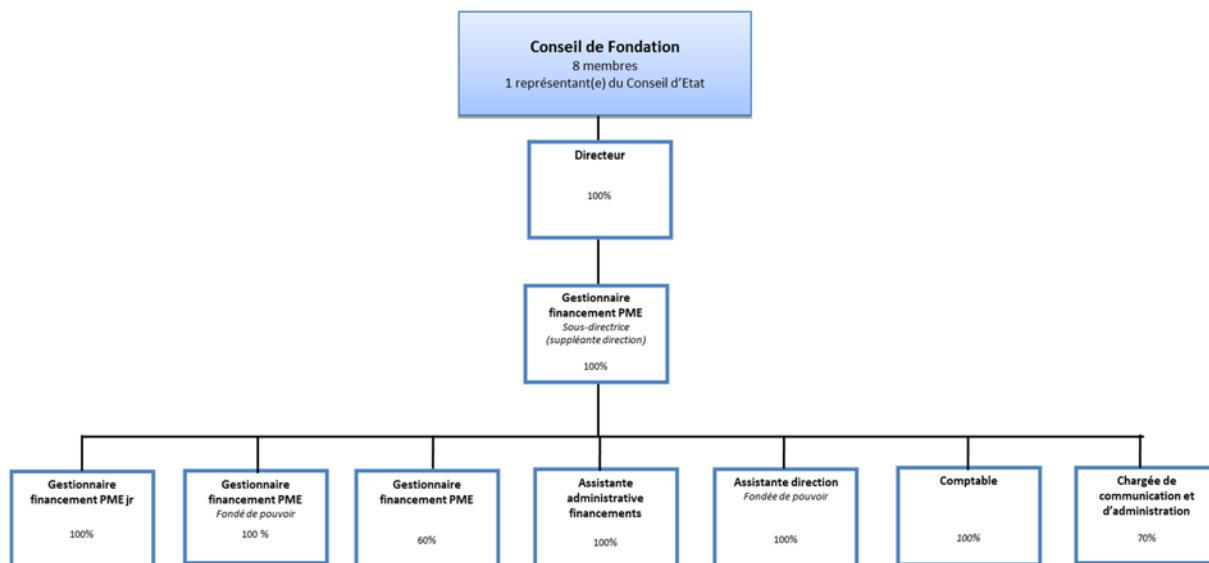 Conseil de Fondation
8 membres
1 représentant(e) du Conseil d'Etat
Directeur
100%
Gestionnaire
financement PME
Sous-directrice
(suppléante direction)
100%
Gestionnaire
financement PME jr
100%
Gestionnaire
financement PME
Fondé de pouvoir
100 %
Gestionnaire
financement PME
60%
Assistante
administrative
financements
100%
Assistante direction
Fondée de pouvoir
100%
Comptable
100%
Chargée de
communication et
d'administration
70%